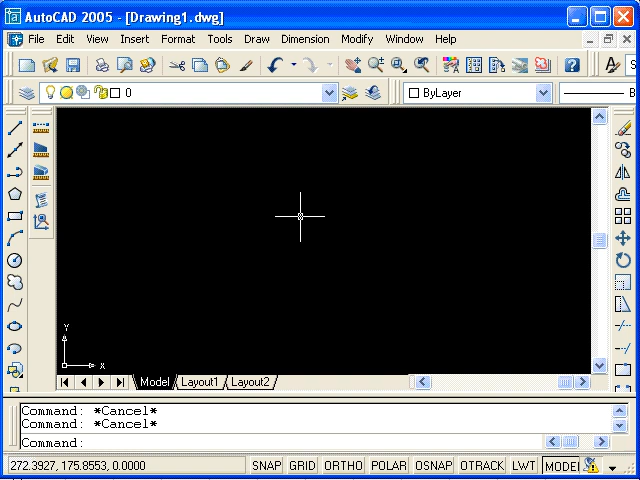 AutoCAD 2005 - [Drawing1.dwg]
File Edit View Insert Format Tools Draw Dimension Modify Window Help
0 ByLayer
Y
X
Model Layout1 Layout2
Command: *Cancel*
Command: *Cancel*
Command:
272.3927, 175.8553, 0.0000 SNAP GRID ORTHO POLAR OSNAP OTRACK LWT MODEL